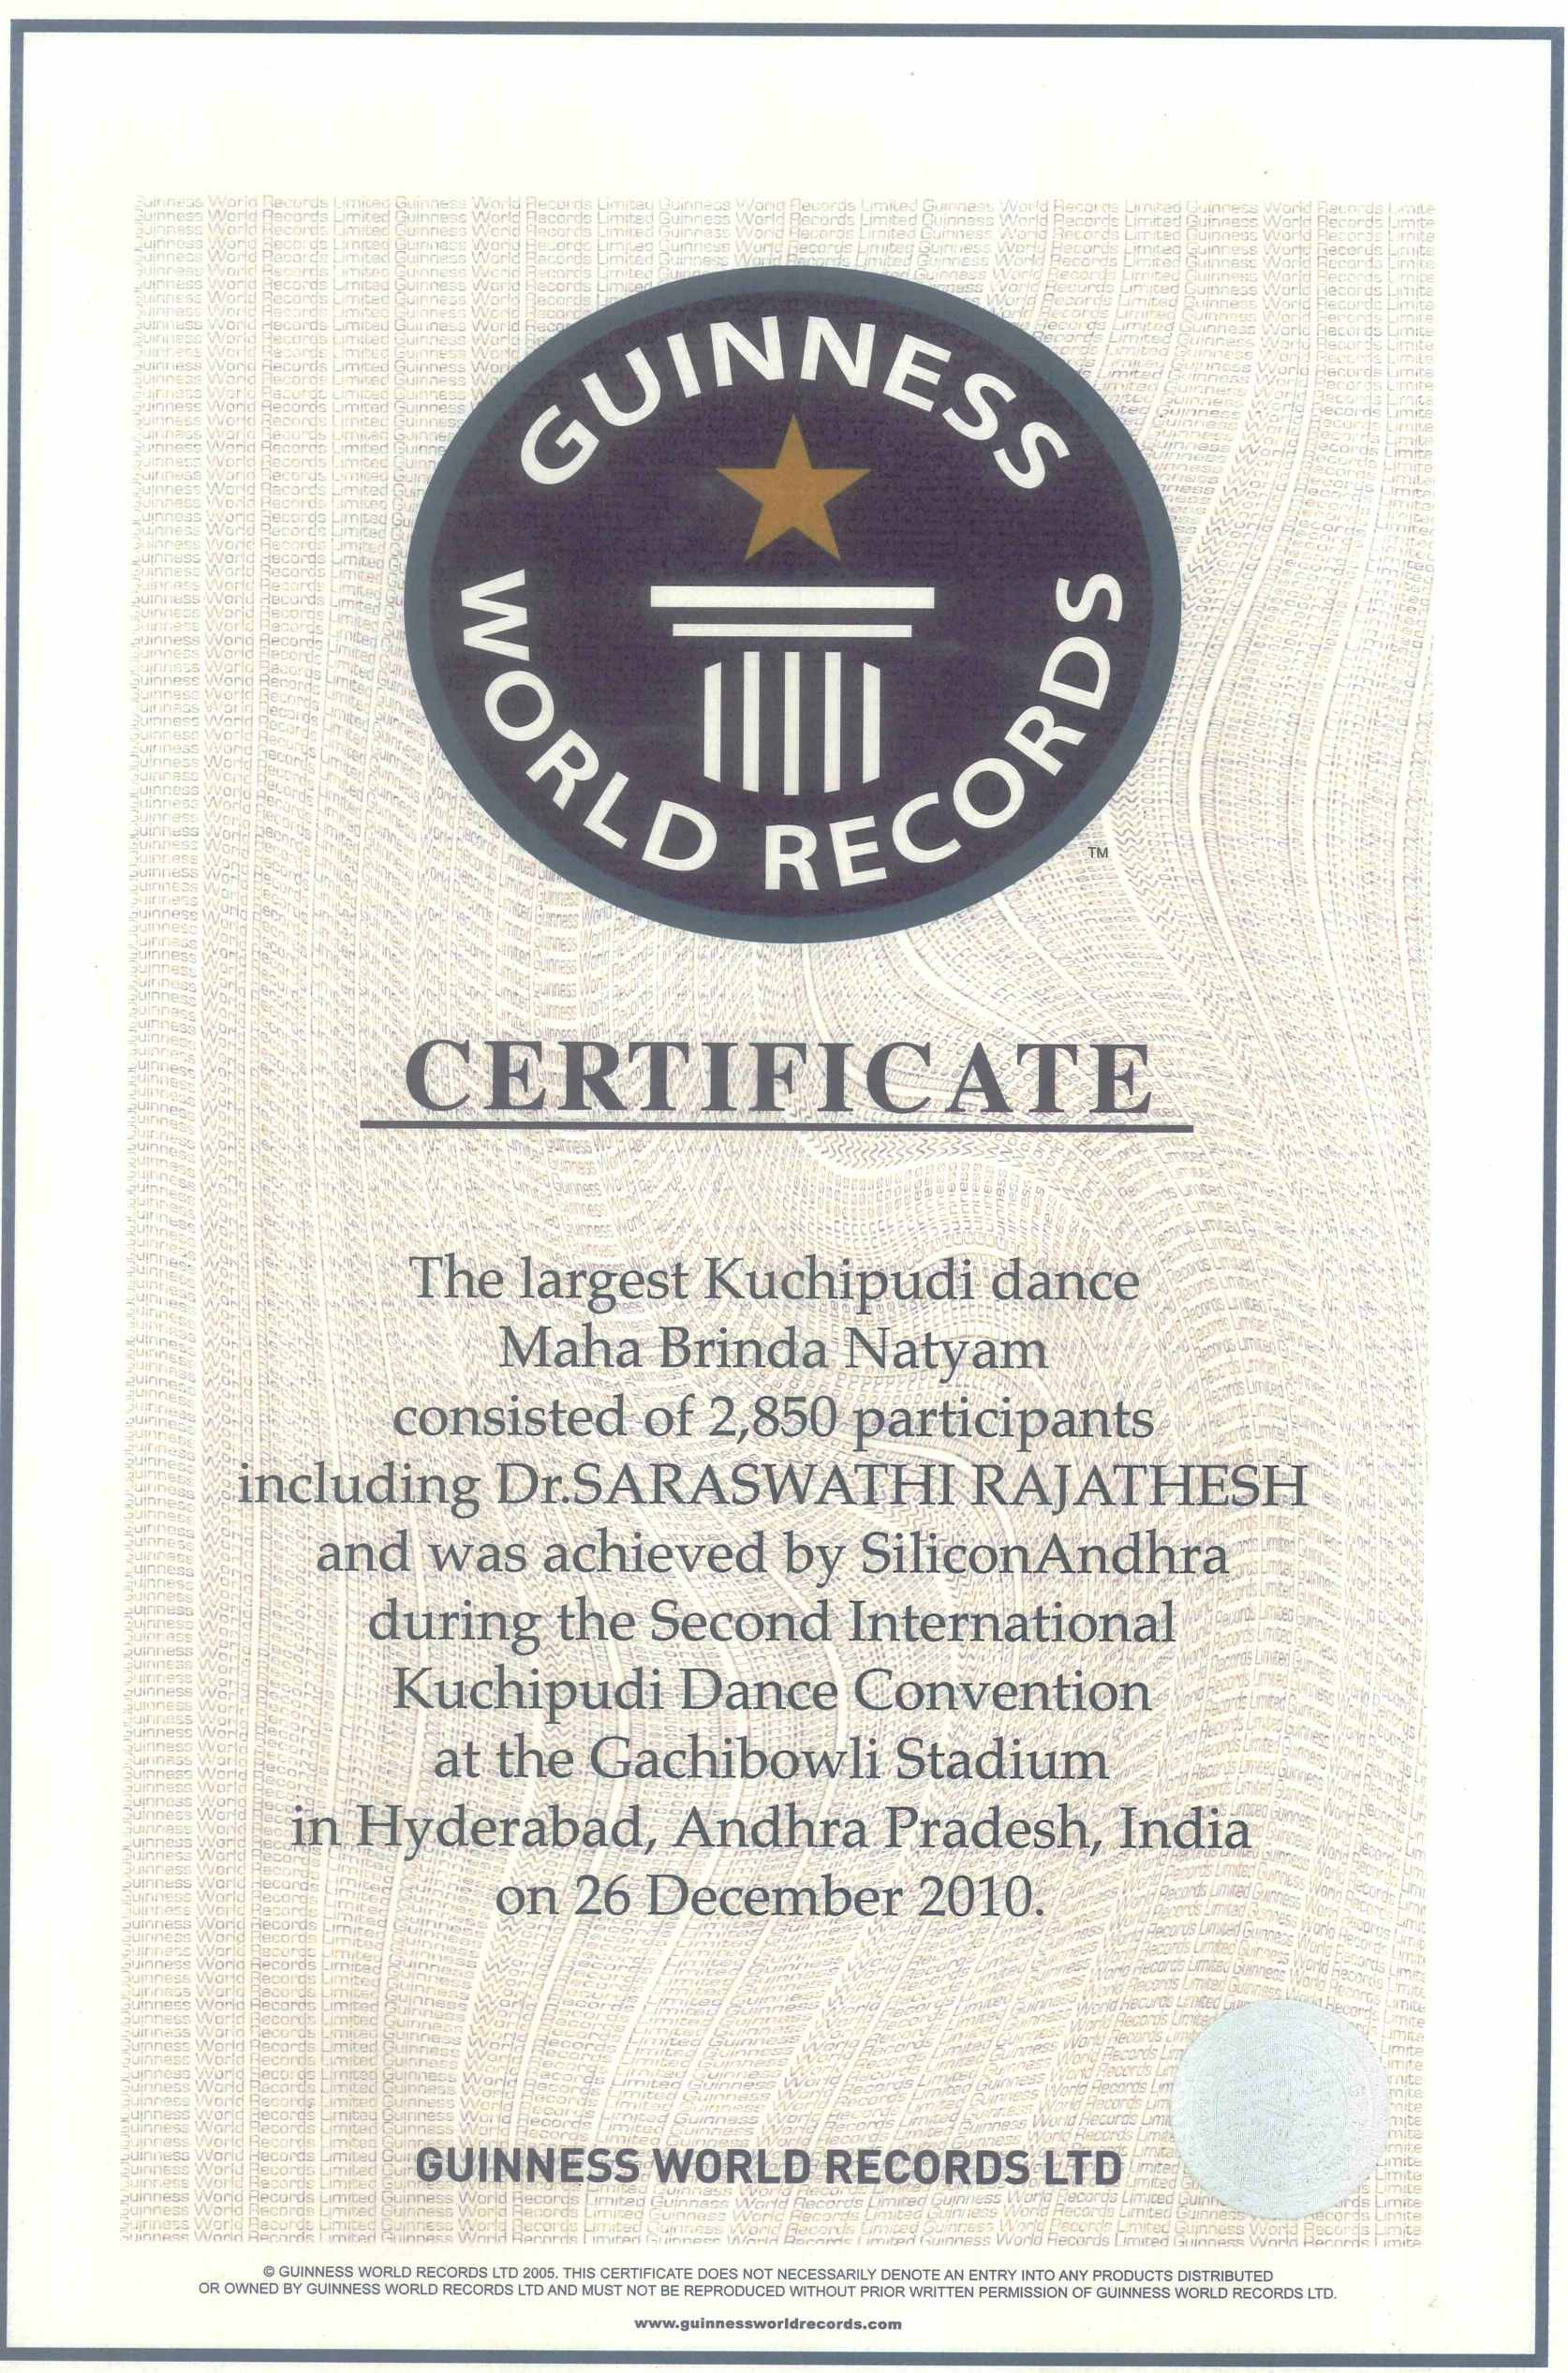 GUINNESS
WORLD RECORDS
TM
CERTIFICATE
The largest Kuchipudi dance
Maha Brinda Natyam
consisted of 2,850 participants
including Dr.SARASWATHI RAJATHESH
and was achieved by SiliconAndhra
during the Second International
Kuchipudi Dance Convention
at the Gachibowli Stadium
in Hyderabad, Andhra Pradesh, India
on 26 December 2010.
GUINNESS WORLD RECORDS LTD
© GUINNESS WORLD RECORDS LTD 2005. THIS CERTIFICATE DOES NOT NECESSARILY DENOTE AN ENTRY INTO ANY PRODUCTS DISTRIBUTED
OR OWNED BY GUINNESS WORLD RECORDS LTD AND MUST NOT BE REPRODUCED WITHOUT PRIOR WRITTEN PERMISSION OF GUINNESS WORLD RECORDS LTD.
www.guinnessworldrecords.com